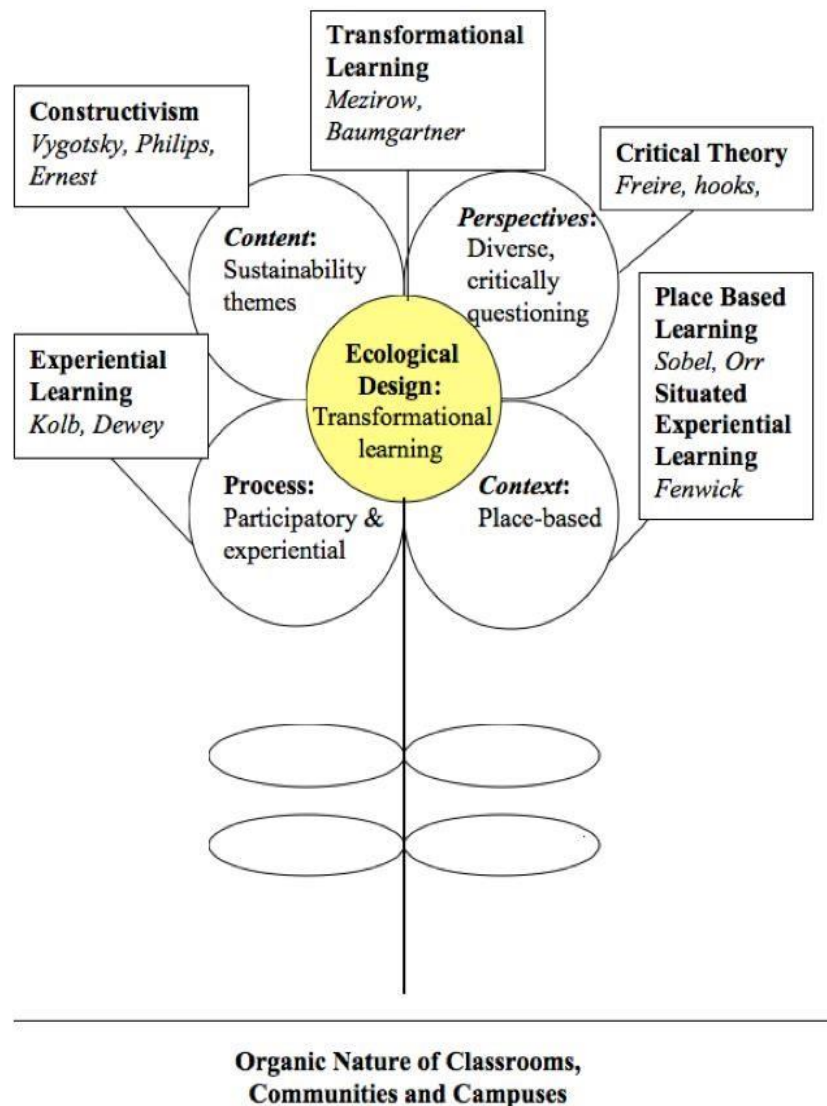 Transformational
Learning
Mezirow,
Baumgartner
Constructivism
Vygotsky, Philips,
Ernest
Critical Theory
Freire, hooks,
Content:
Sustainability
themes
Perspectives:
Diverse,
critically
questioning
Place Based
Learning
Sobel, Orr
Situated
Experiential
Learning
Fenwick
Experiential
Learning
Kolb, Dewey
Ecological
Design:
Transformational
learning
Process:
Participatory &
experiential
Context:
Place-based
Organic Nature of Classrooms,
Communities and Campuses